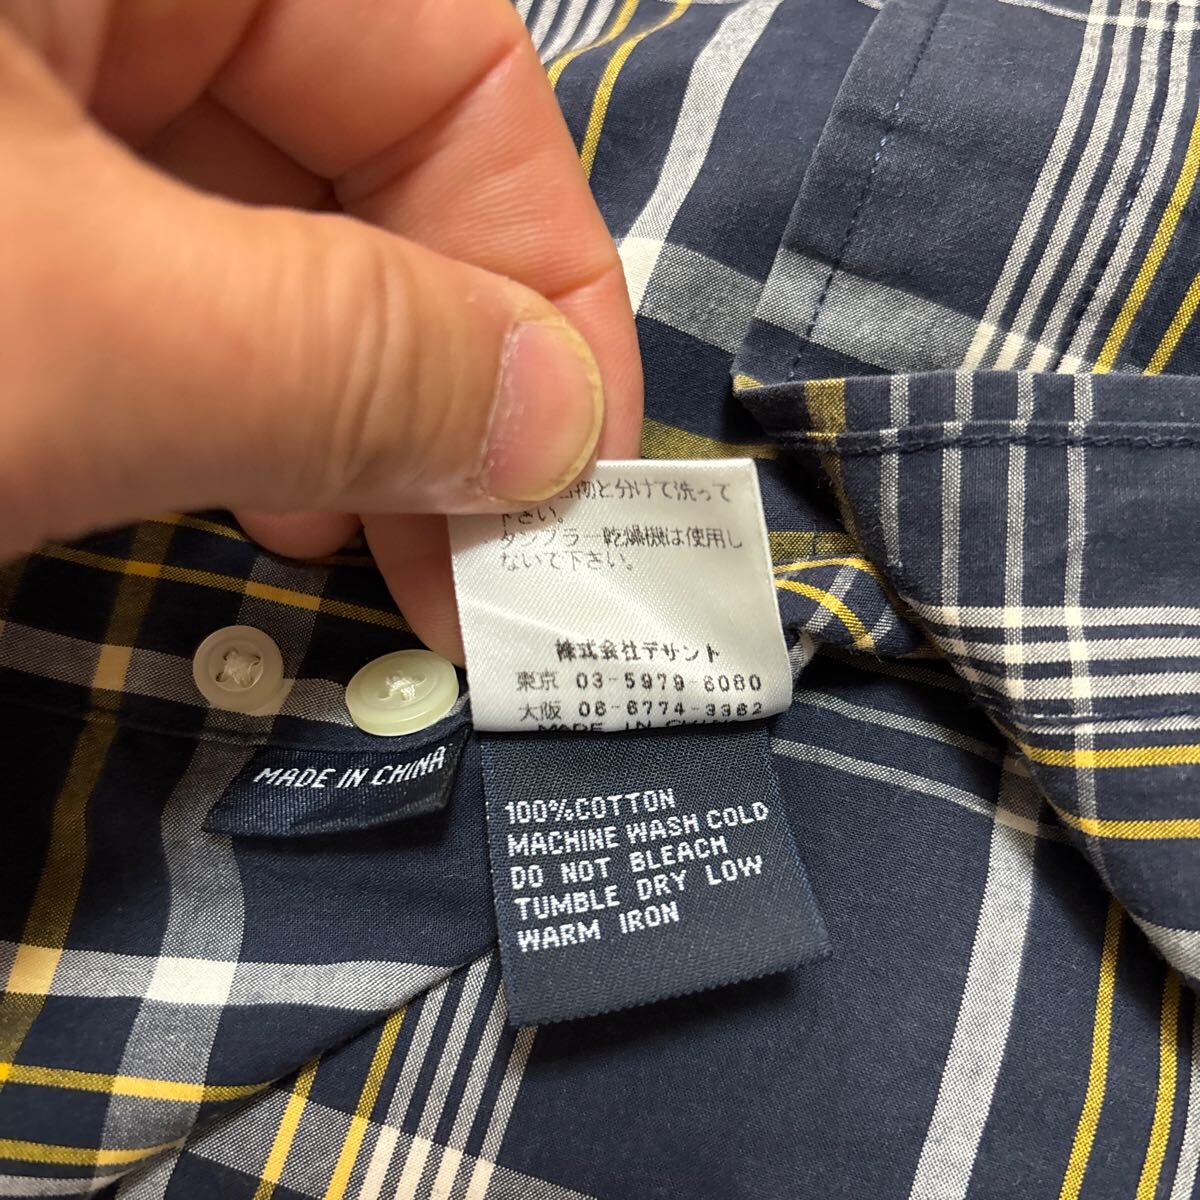 物と分けて洗って
下さい。
タンブラー乾燥機は使用し
ないで下さい。
株式会社デサント
東京 03-5979-6080
大阪 06-6774-3362
MADE IN CHINA
MADE IN CHINA
100%COTTON
MACHINE WASH COLD
DO NOT BLEACH
TUMBLE DRY LOW
WARM IRON